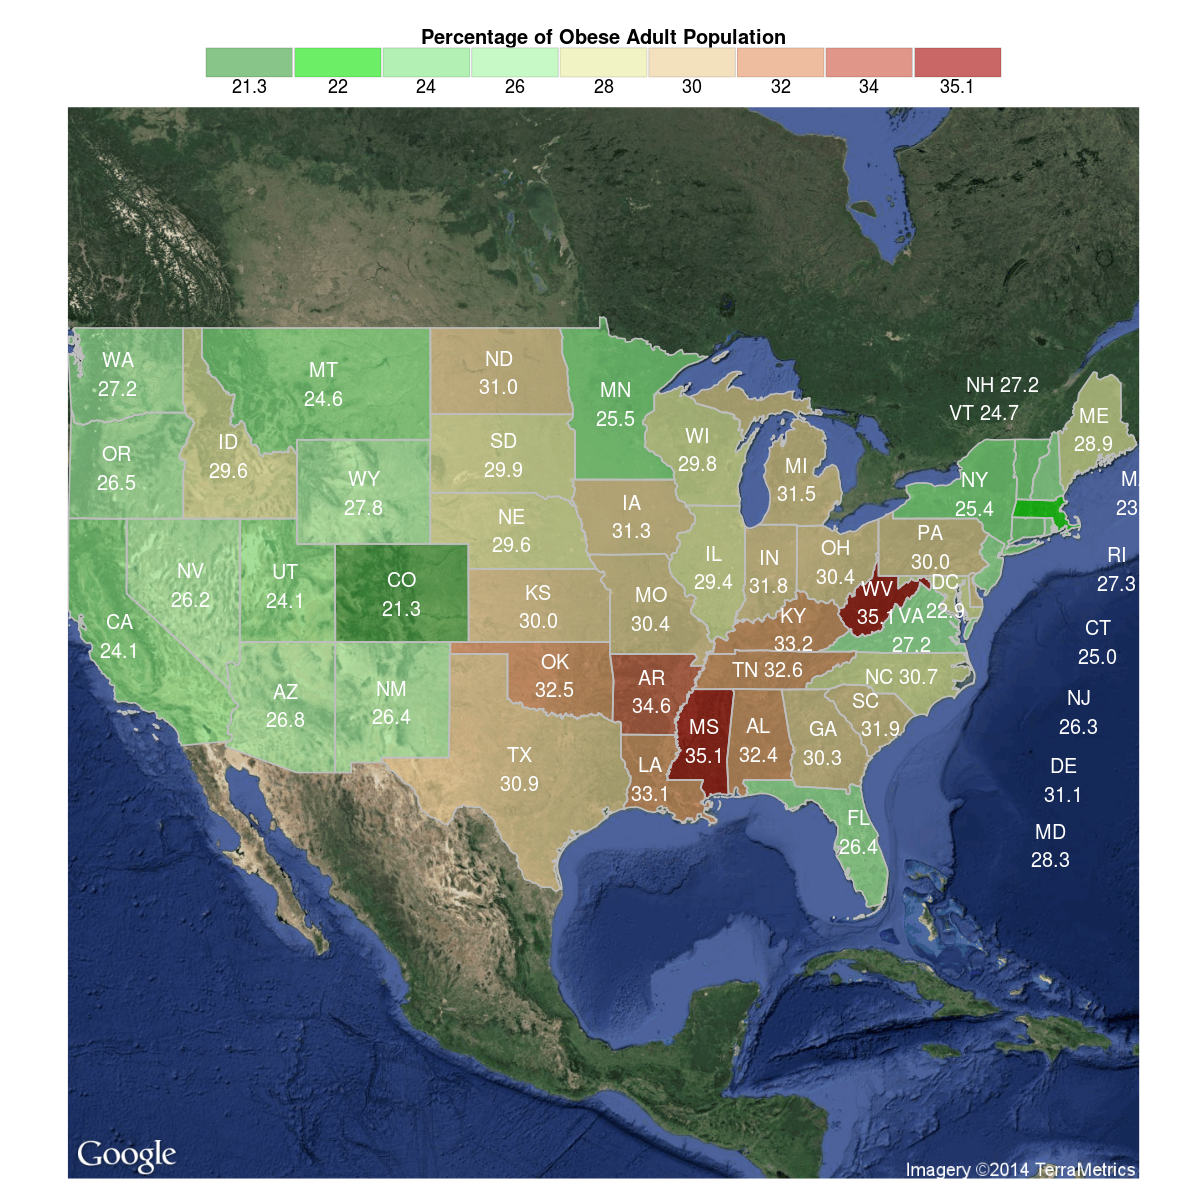 Percentage of Obese Adult Population
21.3 22 24 26 28 30 32 34 35.1
WA
27.2
MT
24.6
ND
31.0
MN
25.5
NH 27.2
VT 24.7
ME
28.9
OR
26.5
ID
29.6
SD
29.9
WI
29.8
MI
31.5
WY
27.8
NY
25.4
M
23
IA
31.3
NE
29.6
PA
30.0
NV
26.2
UT
24.1
CO
21.3
IL
29.4
IN
31.8
OH
30.4
RI
27.3
DC
22.9
WV
35.1
VA
27.2
KS
30.0
MO
30.4
KY
33.2
CA
24.1
CT
25.0
OK
32.5
TN 32.6
AR
34.6
NC 30.7
AZ
26.8
NM
26.4
SC
31.9
NJ
26.3
MS
35.1
AL
32.4
GA
30.3
TX
30.9
LA
33.1
DE
31.1
FL
26.4
MD
28.3
Google
Imagery ©2014 TerraMetrics